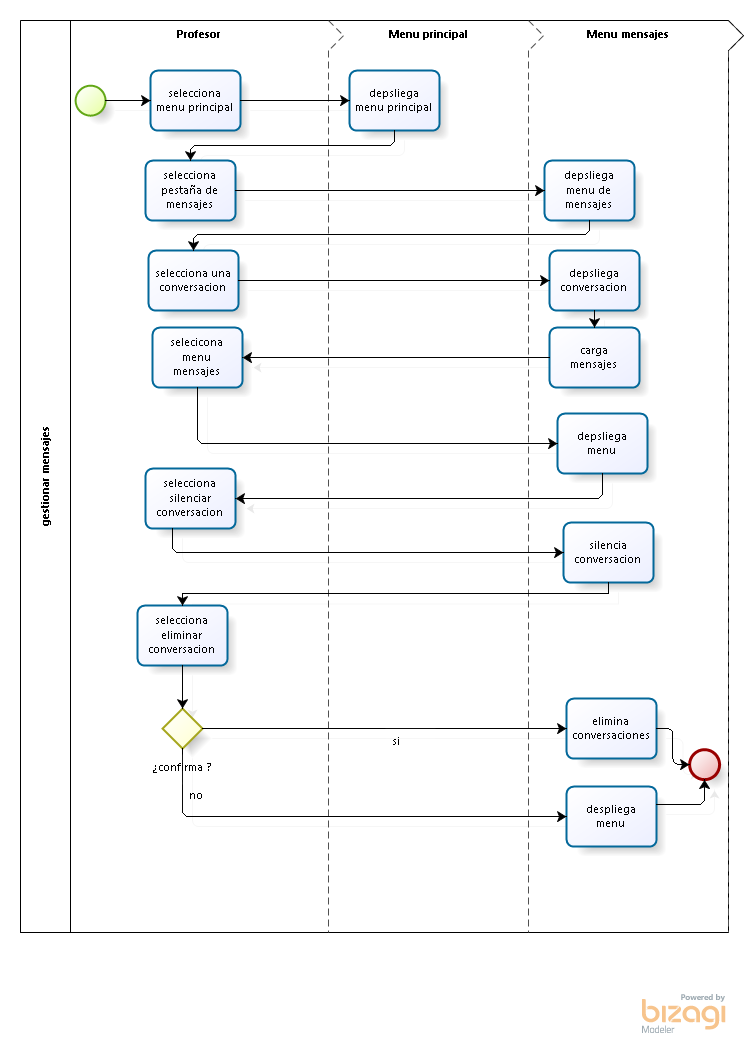 Profesor
Menu principal
Menu mensajes
gestionar mensajes
selecciona
menu principal
depsliega
menu principal
selecciona
pestaña de
mensajes
depsliega
menu de
mensajes
selecciona una
conversacion
depsliega
conversacion
selecicona
menu
mensajes
carga
mensajes
depsliega
menu
selecciona
silenciar
conversacion
silencia
conversacion
selecciona
eliminar
conversacion
elimina
conversaciones
si
¿confirma ?
no
despliega
menu
Powered by
bizagi
Modeler